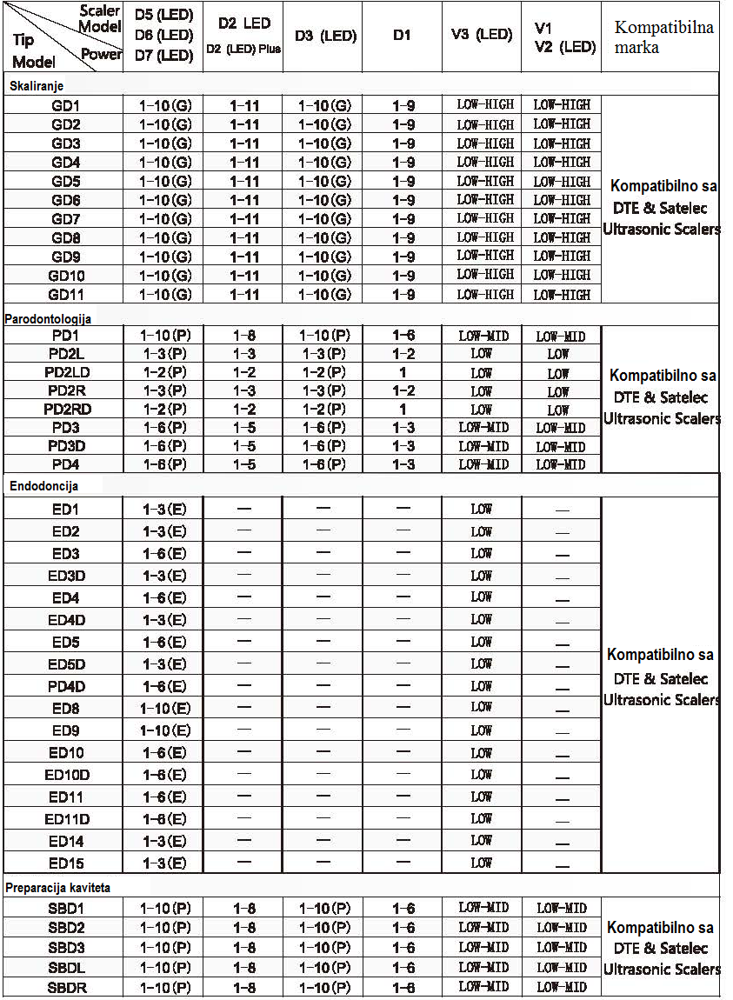 Scaler Model Power Tip Model D5 (LED) D6 (LED) D7 (LED) D2 LED D2 (LED) Plus D3 (LED) D1 V3 (LED) V1 V2 (LED) Kompatibilna marka
Skaliranje
GD1 1-10(G) 1-11 1-10(G) 1-9 LOW-HIGH LOW-HIGH
GD2 1-10(G) 1-11 1-10(G) 1-9 LOW-HIGH LOW-HIGH
GD3 1-10(G) 1-11 1-10(G) 1-9 LOW-HIGH LOW-HIGH
GD4 1-10(G) 1-11 1-10(G) 1-9 LOW-HIGH LOW-HIGH
GD5 1-10(G) 1-11 1-10(G) 1-9 LOW-HIGH LOW-HIGH
GD6 1-10(G) 1-11 1-10(G) 1-9 LOW-HIGH LOW-HIGH
GD7 1-10(G) 1-11 1-10(G) 1-9 LOW-HIGH LOW-HIGH
GD8 1-10(G) 1-11 1-10(G) 1-9 LOW-HIGH LOW-HIGH
GD9 1-10(G) 1-11 1-10(G) 1-9 LOW-HIGH LOW-HIGH
GD10 1-10(G) 1-11 1-10(G) 1-9 LOW-HIGH LOW-HIGH
GD11 1-10(G) 1-11 1-10(G) 1-9 LOW-HIGH LOW-HIGH
Kompatibilno sa
DTE & Satelec
Ultrasonic Scalers
Parodontologija
PD1 1-10(P) 1-8 1-10(P) 1-6 LOW-MID LOW-MID
PD2L 1-3(P) 1-3 1-3(P) 1-2 LOW LOW
PD2LD 1-2(P) 1-2 1-2(P) 1 LOW LOW
PD2R 1-3(P) 1-3 1-3(P) 1-2 LOW LOW
PD2RD 1-2(P) 1-2 1-2(P) 1 LOW LOW
PD3 1-6(P) 1-5 1-6(P) 1-3 LOW-MID LOW-MID
PD3D 1-6(P) 1-5 1-6(P) 1-3 LOW-MID LOW-MID
PD4 1-6(P) 1-5 1-6(P) 1-3 LOW-MID LOW-MID
Kompatibilno sa
DTE & Satelec
Ultrasonic Scalers
Endodoncija
ED1 1-3(E) — — — LOW —
ED2 1-3(E) — — — LOW —
ED3 1-6(E) — — — LOW —
ED3D 1-3(E) — — — LOW —
ED4 1-6(E) — — — LOW —
ED4D 1-3(E) — — — LOW —
ED5 1-6(E) — — — LOW —
ED5D 1-3(E) — — — LOW —
PD4D 1-6(E) — — — LOW —
ED8 1-10(E) — — — LOW —
ED9 1-10(E) — — — LOW —
ED10 1-6(E) — — — LOW —
ED10D 1-6(E) — — — LOW —
ED11 1-6(E) — — — LOW —
ED11D 1-6(E) — — — LOW —
ED14 1-3(E) — — — LOW —
ED15 1-3(E) — — — LOW —
Kompatibilno sa
DTE & Satelec
Ultrasonic Scalers
Preparacija kaviteta
SBD1 1-10(P) 1-8 1-10(P) 1-6 LOW-MID LOW-MID
SBD2 1-10(P) 1-8 1-10(P) 1-6 LOW-MID LOW-MID
SBD3 1-10(P) 1-8 1-10(P) 1-6 LOW-MID LOW-MID
SBDL 1-10(P) 1-8 1-10(P) 1-6 LOW-MID LOW-MID
SBDR 1-10(P) 1-8 1-10(P) 1-6 LOW-MID LOW-MID
Kompatibilno sa
DTE & Satelec
Ultrasonic Scalers